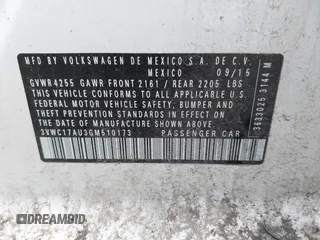 MFD. BY VOLKSWAGEN DE MEXICO S.A. DE C.V.
MEXICO 09/15
GVWR 4255 GAWR FRONT 2161 / REAR 2205 LBS
THIS VEHICLE CONFORMS TO ALL APPLICABLE U.S.
FEDERAL MOTOR VEHICLE SAFETY, BUMPER AND
THEFT PREVENTION STANDARDS IN EFFECT ON THE
DATE OF MANUFACTURE SHOWN ABOVE.
3VWC17AU3GM510173 PASSENGER CAR
3633025 3144 M
DREAMBID